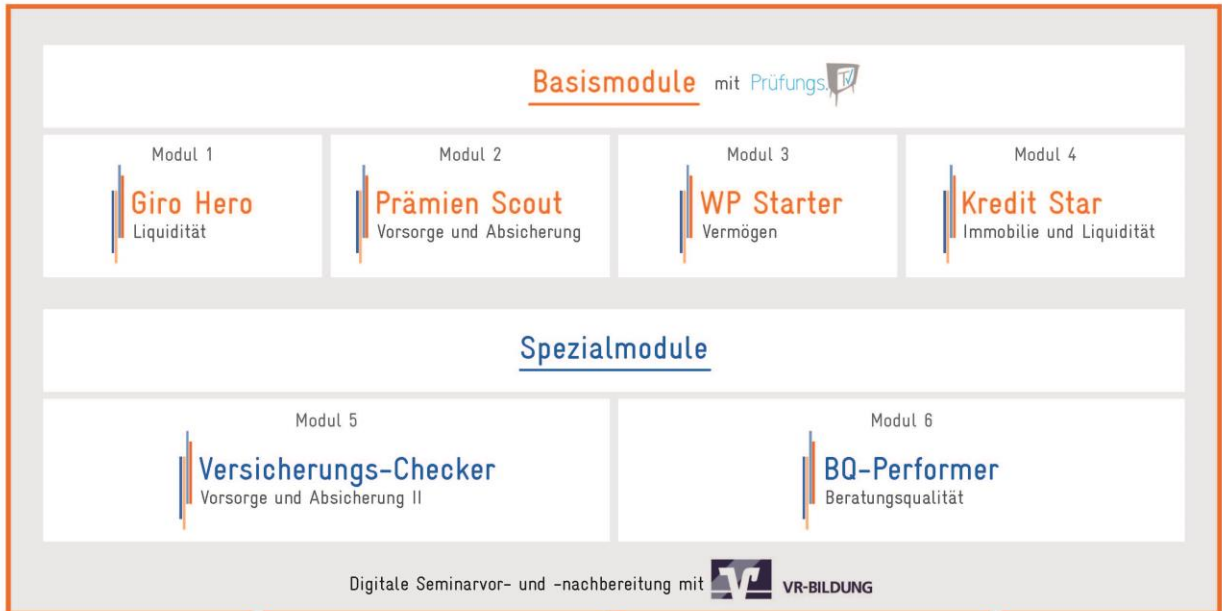 Basismodule mit Prüfungs.TV
Modul 1
Giro Hero
Liquidität
Modul 2
Prämien Scout
Vorsorge und Absicherung
Modul 3
WP Starter
Vermögen
Modul 4
Kredit Star
Immobilie und Liquidität
Spezialmodule
Modul 5
Versicherungs-Checker
Vorsorge und Absicherung II
Modul 6
BQ-Performer
Beratungsqualität
Digitale Seminarvor- und -nachbereitung mit VR-BILDUNG